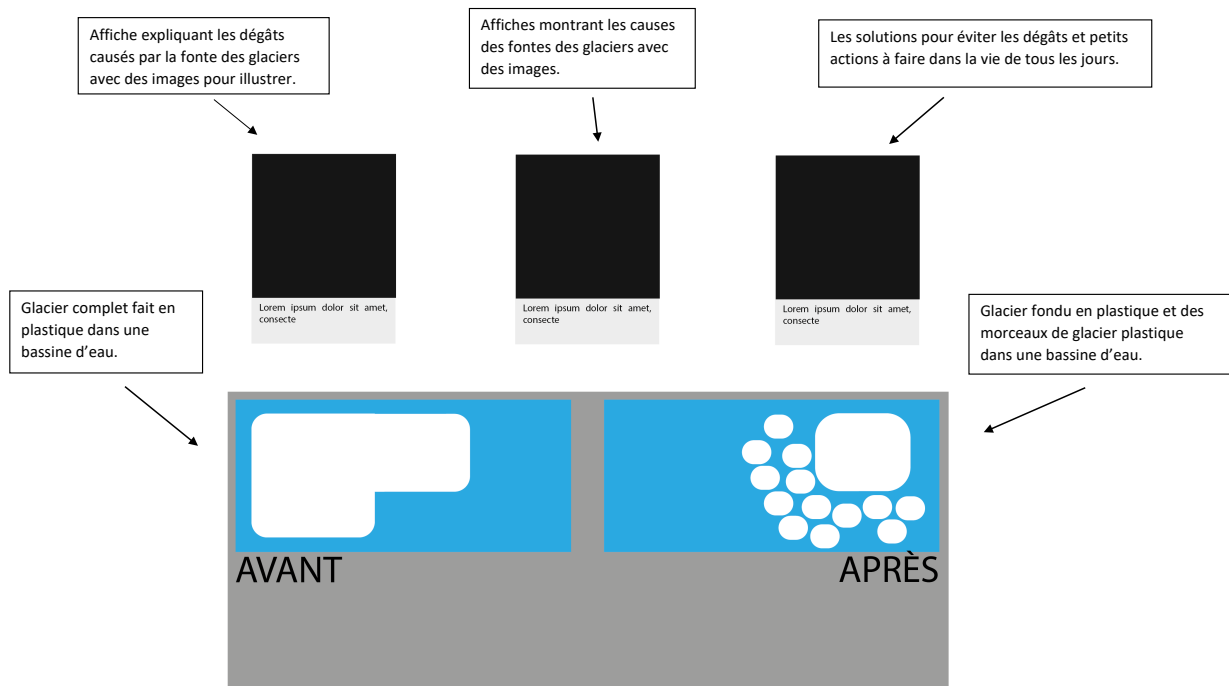 Affiche expliquant les dégâts
causés par la fonte des glaciers
avec des images pour illustrer.
Affiches montrant les causes
des fontes des glaciers avec
des images.
Les solutions pour éviter les dégâts et petits
actions à faire dans la vie de tous les jours.
Lorem ipsum dolor sit amet,
consecte
Lorem ipsum dolor sit amet,
consecte
Lorem ipsum dolor sit amet,
consecte
Glacier complet fait en
plastique dans une
bassine d’eau.
Glacier fondu en plastique et des
morceaux de glacier plastique
dans une bassine d’eau.
AVANT
APRÈS